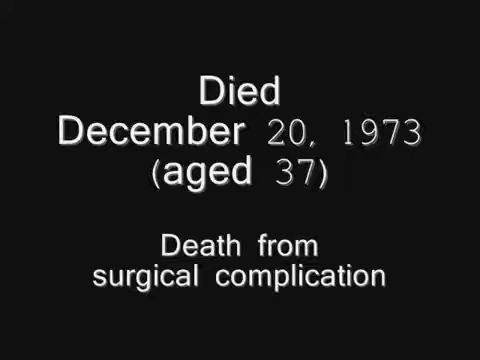 Died
December 20, 1973
(aged 37)
Death from
surgical complication